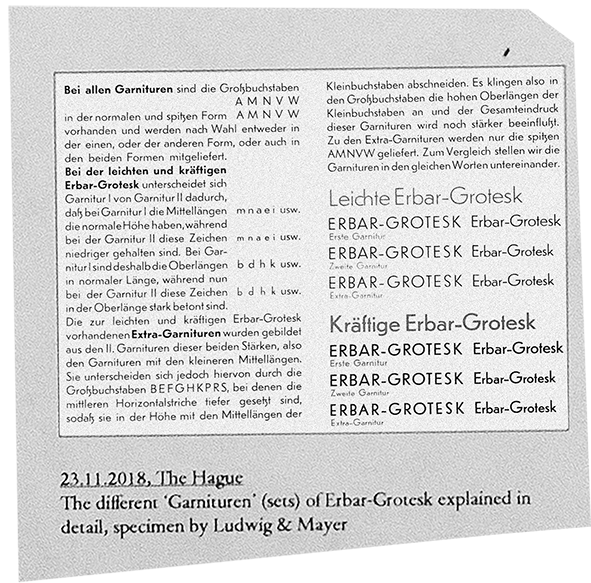 Bei allen Garnituren sind die Großbuchstaben
A M N V W
in der normalen und spitzen Form A M N V W
vorhanden und werden nach Wahl entweder in
der einen, oder der anderen Form, oder auch in
den beiden Formen mitgeliefert.
Bei der leichten und kräftigen
Erbar-Grotesk unterscheidet sich
Garnitur I von Garnitur II dadurch,
daß bei Garnitur I die Mittellängen m n a e i usw.
die normale Höhe haben, während
bei der Garnitur II diese Zeichen m n a e i usw.
niedriger gehalten sind. Bei Gar-
nitur I sind deshalb die Oberlängen b d h k usw.
in normaler Länge, während nun
bei der Garnitur II diese Zeichen b d h k usw.
in der Oberlänge stark betont sind.
Die zur leichten und kräftigen Erbar-Grotesk
vorhandenen Extra-Garnituren wurden gebildet
aus den II. Garnituren dieser beiden Stärken, also
den Garnituren mit den kleineren Mittellängen.
Sie unterscheiden sich jedoch hiervon durch die
Großbuchstaben B E F G H K P R S, bei denen die
mittleren Horizontalstriche tiefer gesetzt sind,
sodaß sie in der Höhe mit den Mittellängen der
Kleinbuchstaben abschneiden. Es klingen also in
den Großbuchstaben die hohen Oberlängen der
Kleinbuchstaben an und der Gesamteindruck
dieser Garnituren wird noch stärker beeinflußt.
Zu den Extra-Garnituren werden nur die spitzen
AMNVW geliefert. Zum Vergleich stellen wir die
Garnituren in den gleichen Worten untereinander.
Leichte Erbar-Grotesk
ERBAR-GROTESK Erbar-Grotesk
Erste Garnitur
ERBAR-GROTESK Erbar-Grotesk
Zweite Garnitur
ERBAR-GROTESK Erbar-Grotesk
Extra-Garnitur
Kräftige Erbar-Grotesk
ERBAR-GROTESK Erbar-Grotesk
Erste Garnitur
ERBAR-GROTESK Erbar-Grotesk
Zweite Garnitur
ERBAR-GROTESK Erbar-Grotesk
Extra-Garnitur
23.11.2018, The Hague
The different ‘Garnituren’ (sets) of Erbar-Grotesk explained in
detail, specimen by Ludwig & Mayer